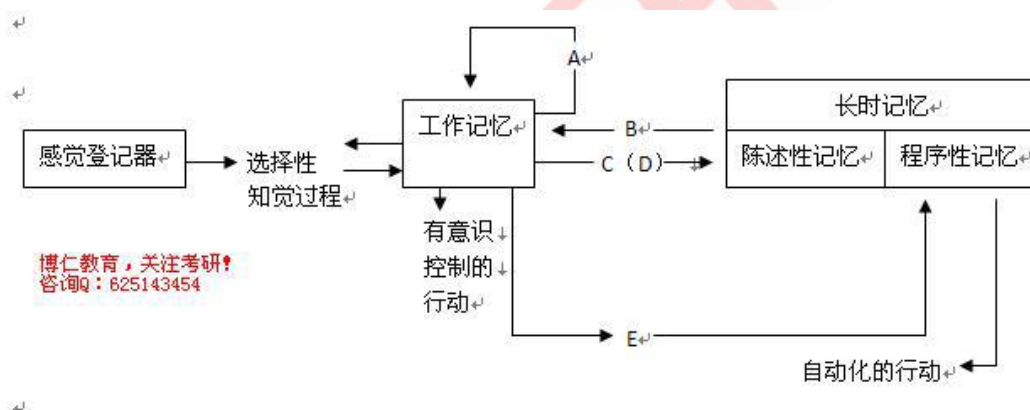 A
工作记忆
长时记忆
B
感觉登记器
选择性
知觉过程
C（D）
陈述性记忆
程序性记忆
有意识
控制的
行动
博仁教育，关注考研！
咨询Q：625143454
E
自动化的行动